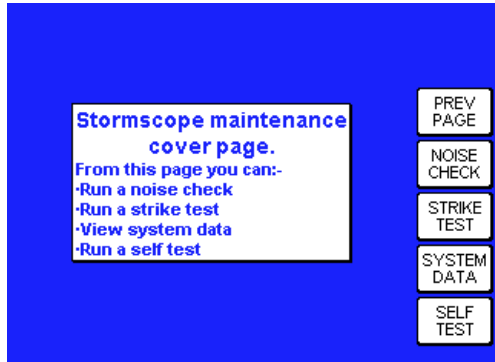 Stormscope maintenance
cover page.
From this page you can:-
·Run a noise check
·Run a strike test
·View system data
·Run a self test
PREV
PAGE
NOISE
CHECK
STRIKE
TEST
SYSTEM
DATA
SELF
TEST